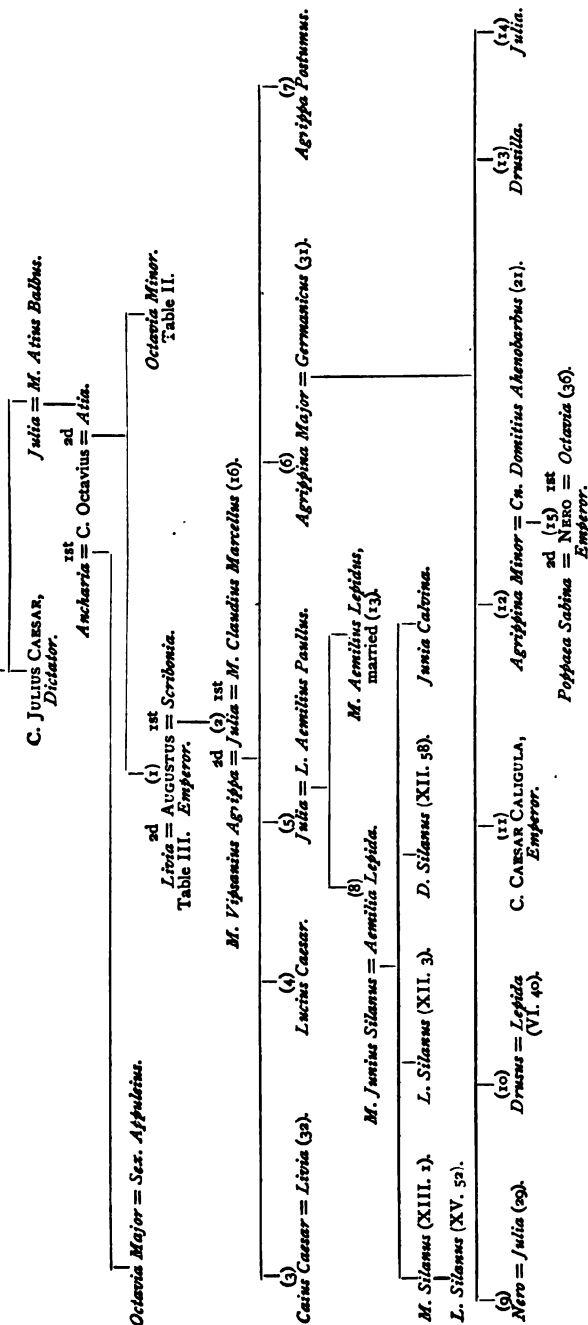 C. JULIUS CAESAR,
Dictator.
Julia = M. Atius Balbus.
1st 2d
Ancharia = C. Octavius = Atia.
Octavia Major = Sex. Appuleius.
2d (1) 1st
Livia = AUGUSTUS = Scribonia.
Table III. Emperor.
Octavia Minor.
Table II.
2d (2) 1st
M. Vipsanius Agrippa = Julia = M. Claudius Marcellus (16).
(3) (4) (5) (6) (7)
Caius Caesar = Livia (32). Lucius Caesar. Julia = L. Aemilius Paullus. Agrippina Major = Germanicus (31). Agrippa Postumus.
(8)
M. Junius Silanus = Aemilia Lepida.
M. Aemilius Lepidus,
married (13).
M. Silanus (XIII. 1). L. Silanus (XII. 3). D. Silanus (XII. 58). Junia Calvina.
L. Silanus (XV. 52).
(9) (10) (11) (12) (13) (14)
Nero = Julia (29). Drusus = Lepida C. CAESAR CALIGULA, Agrippina Minor = Cn. Domitius Ahenobarbus (21). Drusilla. Julia.
(VI. 40). Emperor.
2d (15) 1st
Poppaea Sabina = NERO = Octavia (36).
Emperor.